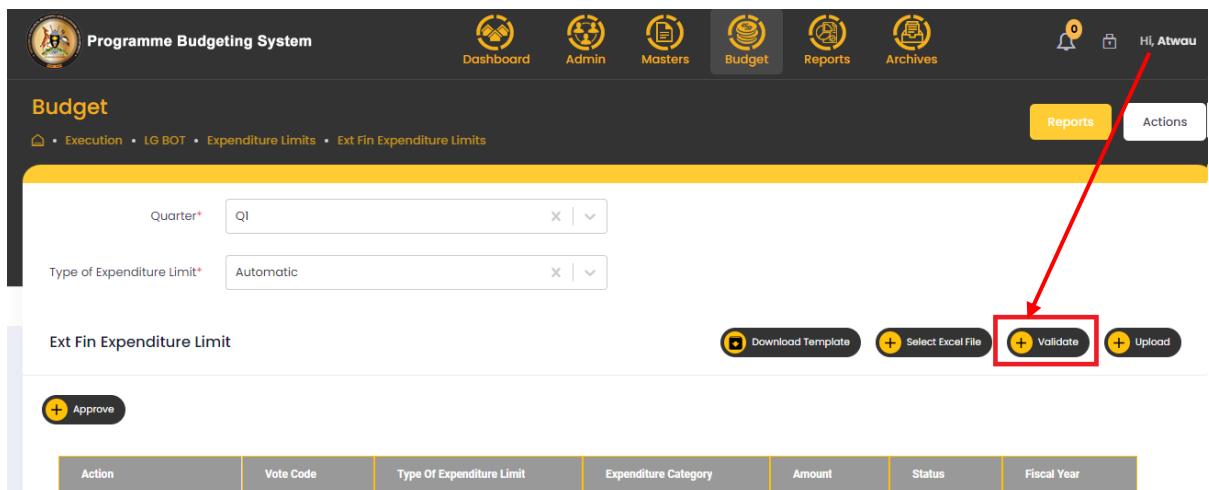 Programme Budgeting System
Dashboard
Admin
Masters
Budget
Reports
Archives
0
Hi, Atwau
Budget
• Execution • LG BOT • Expenditure Limits • Ext Fin Expenditure Limits
Reports
Actions
Quarter* Q1 X
Type of Expenditure Limit* Automatic X
Ext Fin Expenditure Limit
Download Template
+ Select Excel File
+ Validate
+ Upload
+ Approve
Action Vote Code Type Of Expenditure Limit Expenditure Category Amount Status Fiscal Year